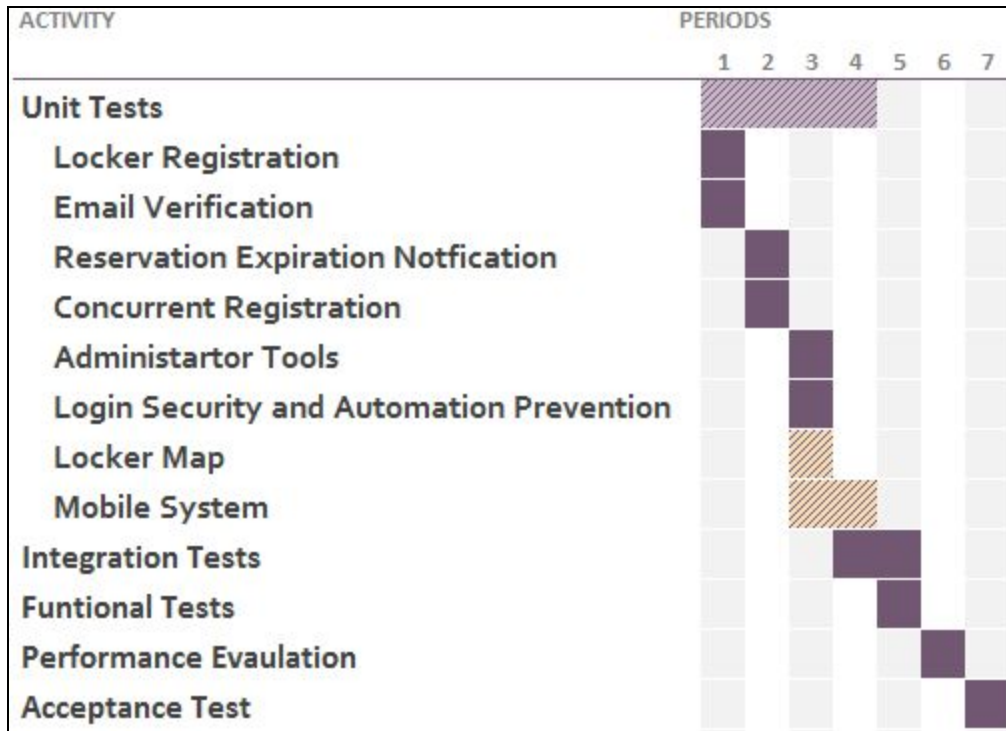 ACTIVITY PERIODS
1 2 3 4 5 6 7
Unit Tests
Locker Registration
Email Verification
Reservation Expiration Notfication
Concurrent Registration
Administartor Tools
Login Security and Automation Prevention
Locker Map
Mobile System
Integration Tests
Funtional Tests
Performance Evaulation
Acceptance Test